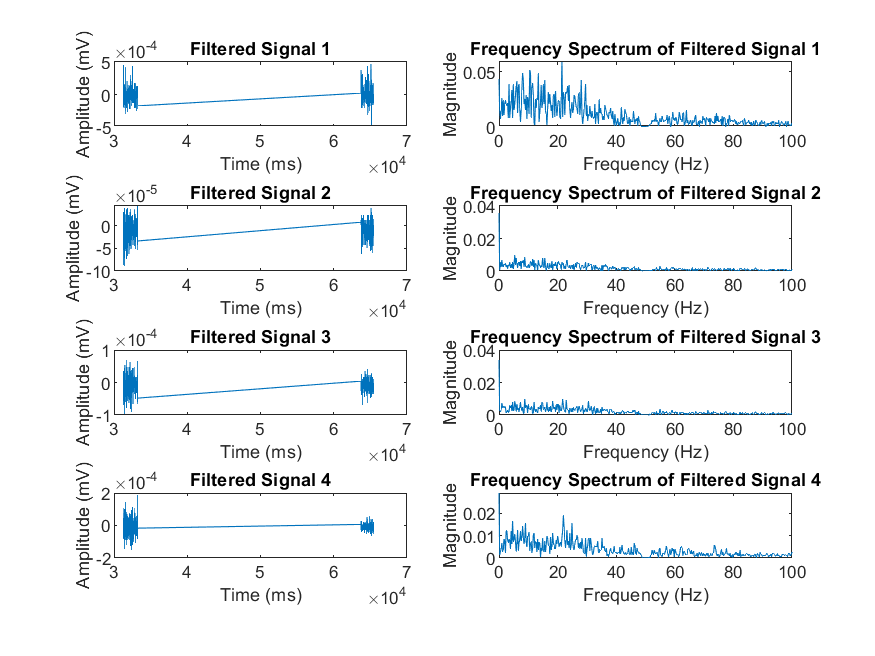 Filtered Signal 1
×10⁻⁴
Amplitude (mV)
5
0
-5
3 4 5 6 7
Time (ms)
×10⁴
Frequency Spectrum of Filtered Signal 1
Magnitude
0.05
0
0 20 40 60 80 100
Frequency (Hz)
Filtered Signal 2
×10⁻⁵
Amplitude (mV)
0
-5
-10
3 4 5 6 7
Time (ms)
×10⁴
Frequency Spectrum of Filtered Signal 2
Magnitude
0.04
0.02
0
0 20 40 60 80 100
Frequency (Hz)
Filtered Signal 3
×10⁻⁴
Amplitude (mV)
1
0
-1
3 4 5 6 7
Time (ms)
×10⁴
Frequency Spectrum of Filtered Signal 3
Magnitude
0.04
0.02
0
0 20 40 60 80 100
Frequency (Hz)
Filtered Signal 4
×10⁻⁴
Amplitude (mV)
2
0
-2
3 4 5 6 7
Time (ms)
×10⁴
Frequency Spectrum of Filtered Signal 4
Magnitude
0.02
0.01
0
0 20 40 60 80 100
Frequency (Hz)